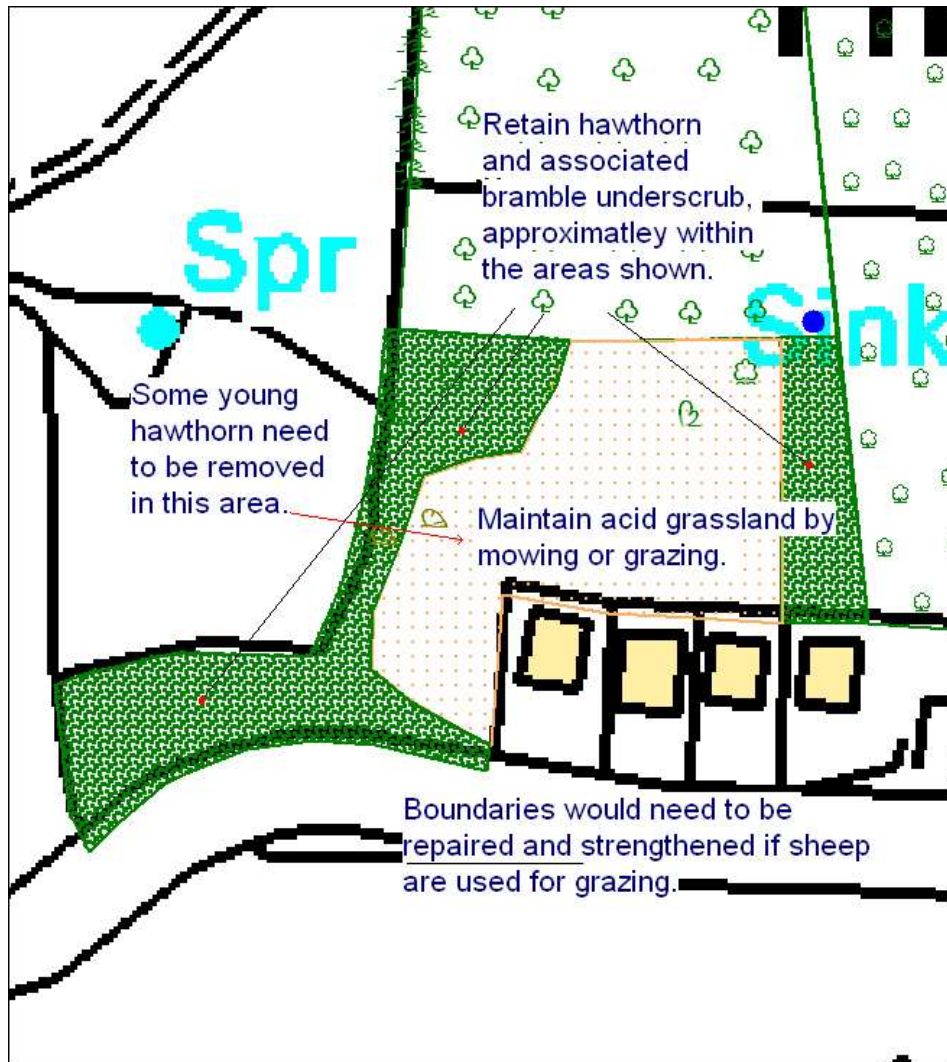 Retain hawthorn
and associated
bramble underscrub,
approximatley within
the areas shown.
Spr
Sink
Some young
hawthorn need
to be removed
in this area.
Maintain acid grassland by
mowing or grazing.
Boundaries would need to be
repaired and strengthened if sheep
are used for grazing.